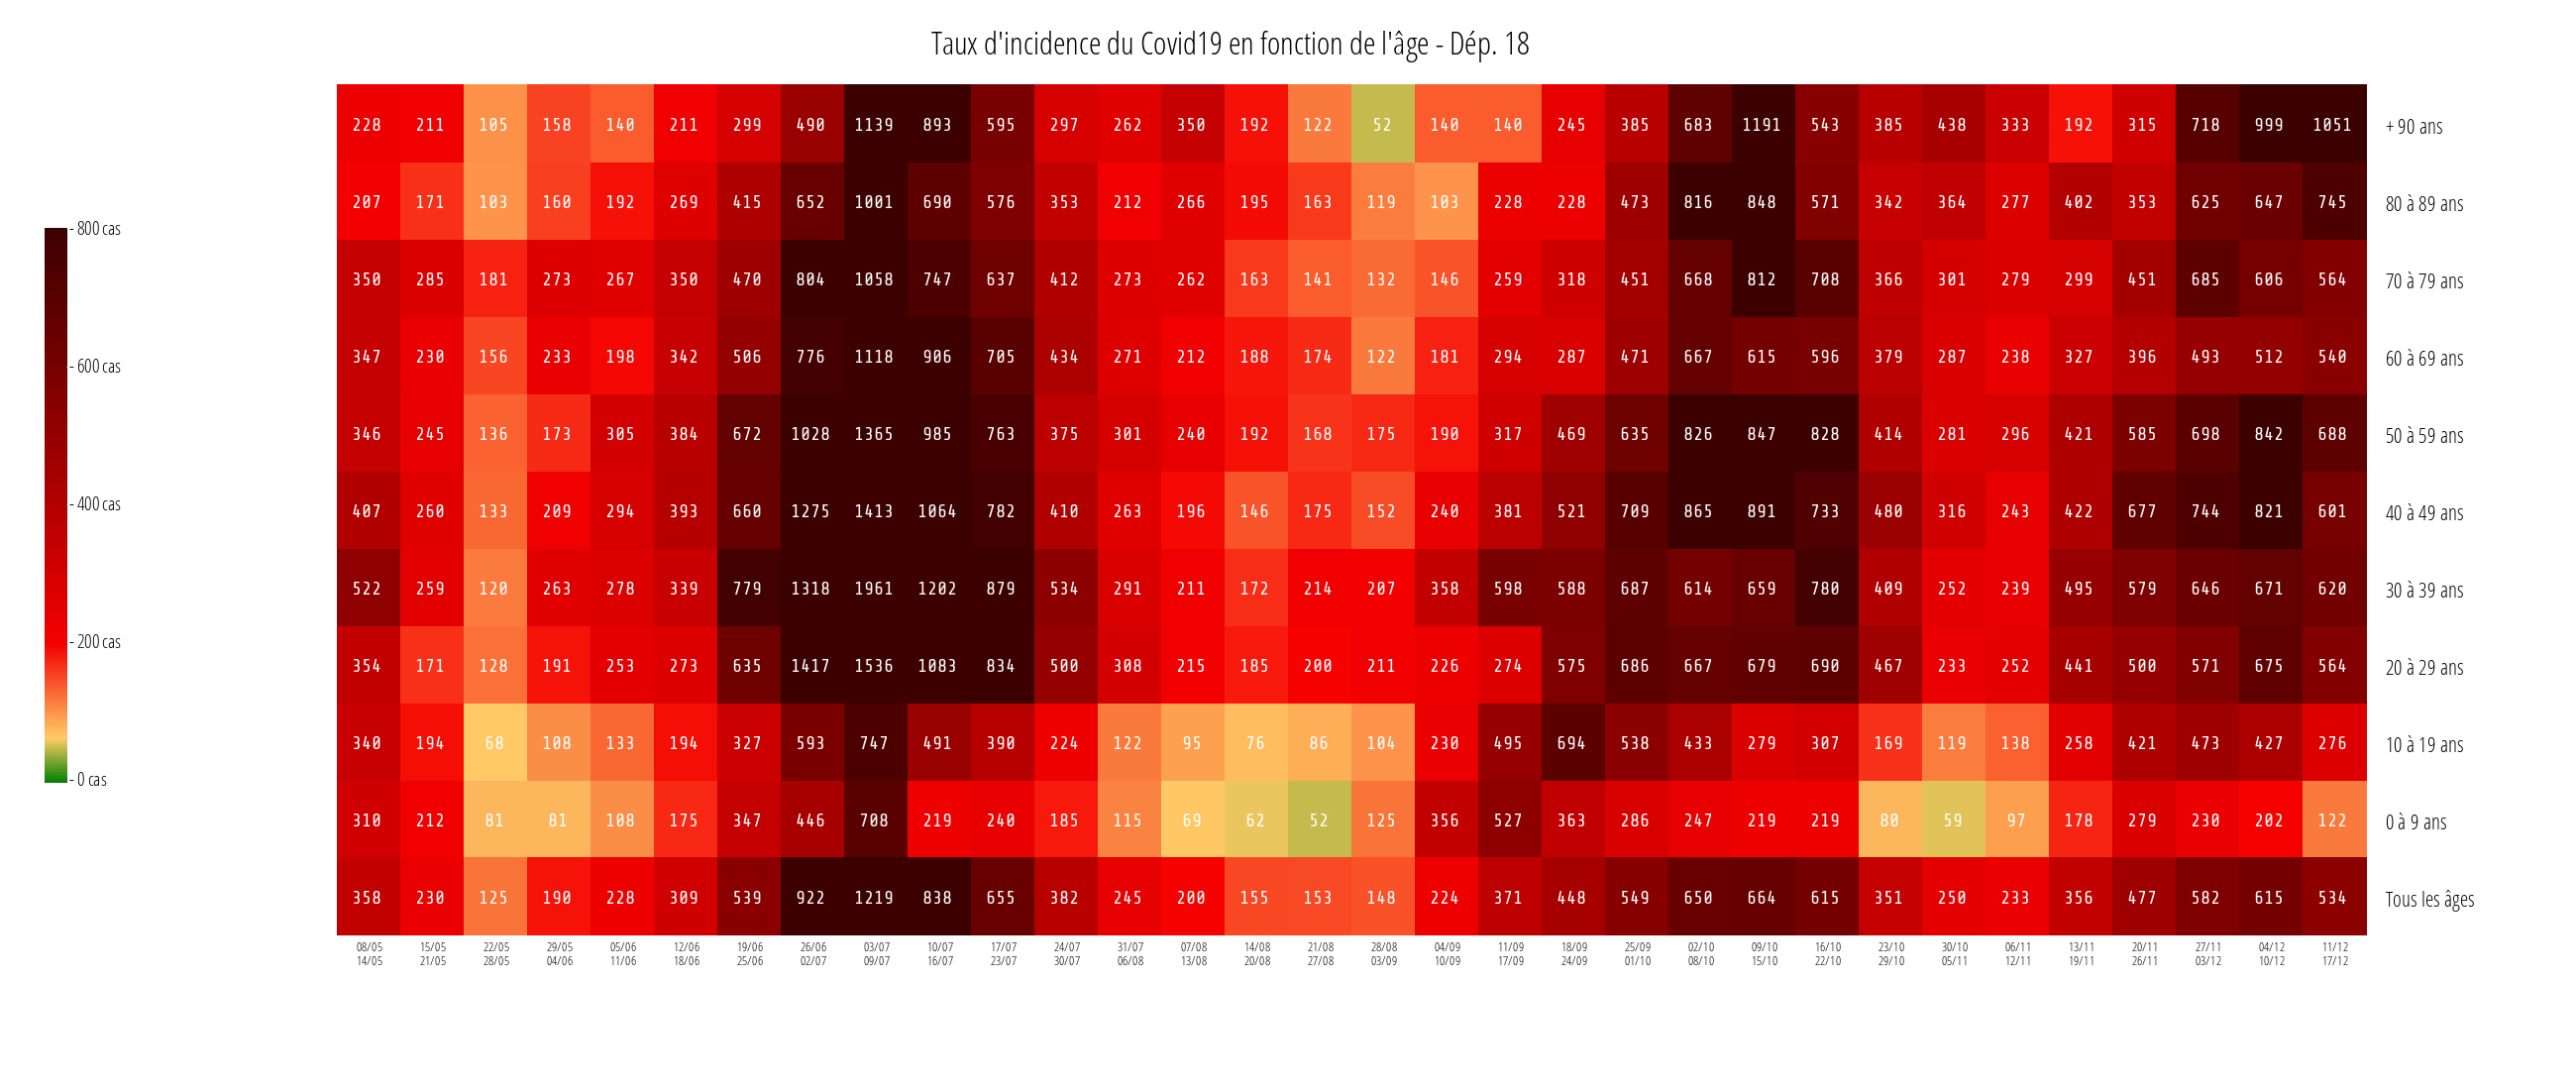 Taux d'incidence du Covid19 en fonction de l'âge - Dép. 18
228 211 105 158 140 211 299 490 1139 893 595 297 262 350 192 122 52 140 140 245 385 683 1191 543 385 438 333 192 315 718 999 1051 + 90 ans
207 171 103 160 192 269 415 652 1001 690 576 353 212 266 195 163 119 103 228 228 473 816 848 571 342 364 277 402 353 625 647 745 80 à 89 ans
- 800 cas
350 285 181 273 267 350 470 804 1058 747 637 412 273 262 163 141 132 146 259 318 451 668 812 708 366 301 279 299 451 685 606 564 70 à 79 ans
347 230 156 233 198 342 506 776 1118 906 705 434 271 212 188 174 122 181 294 287 471 667 615 596 379 287 238 327 396 493 512 540 60 à 69 ans
- 600 cas
346 245 136 173 305 384 672 1028 1365 985 763 375 301 240 192 168 175 190 317 469 635 826 847 828 414 281 296 421 585 698 842 688 50 à 59 ans
- 400 cas
407 260 133 209 294 393 660 1275 1413 1064 782 410 263 196 146 175 152 240 381 521 709 865 891 733 480 316 243 422 677 744 821 601 40 à 49 ans
522 259 120 263 278 339 779 1318 1961 1202 879 534 291 211 172 214 207 358 598 588 687 614 659 780 409 252 239 495 579 646 671 620 30 à 39 ans
- 200 cas
354 171 128 191 253 273 635 1417 1536 1083 834 500 308 215 185 200 211 226 274 575 686 667 679 690 467 233 252 441 500 571 675 564 20 à 29 ans
340 194 68 108 133 194 327 593 747 491 390 224 122 95 76 86 104 230 495 694 538 433 279 307 169 119 138 258 421 473 427 276 10 à 19 ans
- 0 cas
310 212 81 81 108 175 347 446 708 219 240 185 115 69 62 52 125 356 527 363 286 247 219 219 80 59 97 178 279 230 202 122 0 à 9 ans
358 230 125 190 228 309 539 922 1219 838 655 382 245 200 155 153 148 224 371 448 549 650 664 615 351 250 233 356 477 582 615 534 Tous les âges
08/05 15/05 22/05 29/05 05/06 12/06 19/06 26/06 03/07 10/07 17/07 24/07 31/07 07/08 14/08 21/08 28/08 04/09 11/09 18/09 25/09 02/10 09/10 16/10 23/10 30/10 06/11 13/11 20/11 27/11 04/12 11/12
14/05 21/05 28/05 04/06 11/06 18/06 25/06 02/07 09/07 16/07 23/07 30/07 06/08 13/08 20/08 27/08 03/09 10/09 17/09 24/09 01/10 08/10 15/10 22/10 29/10 05/11 12/11 19/11 26/11 03/12 10/12 17/12